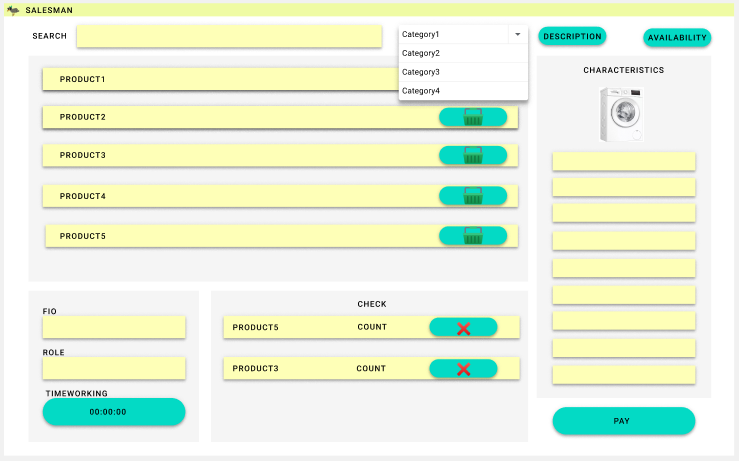 SALESMAN
SEARCH
Category1
Category2
Category3
Category4
DESCRIPTION
AVAILABILITY
PRODUCT1
PRODUCT2
PRODUCT3
PRODUCT4
PRODUCT5
CHARACTERISTICS
FIO
ROLE
TIMEWORKING
00:00:00
CHECK
PRODUCT5 COUNT
PRODUCT3 COUNT
PAY